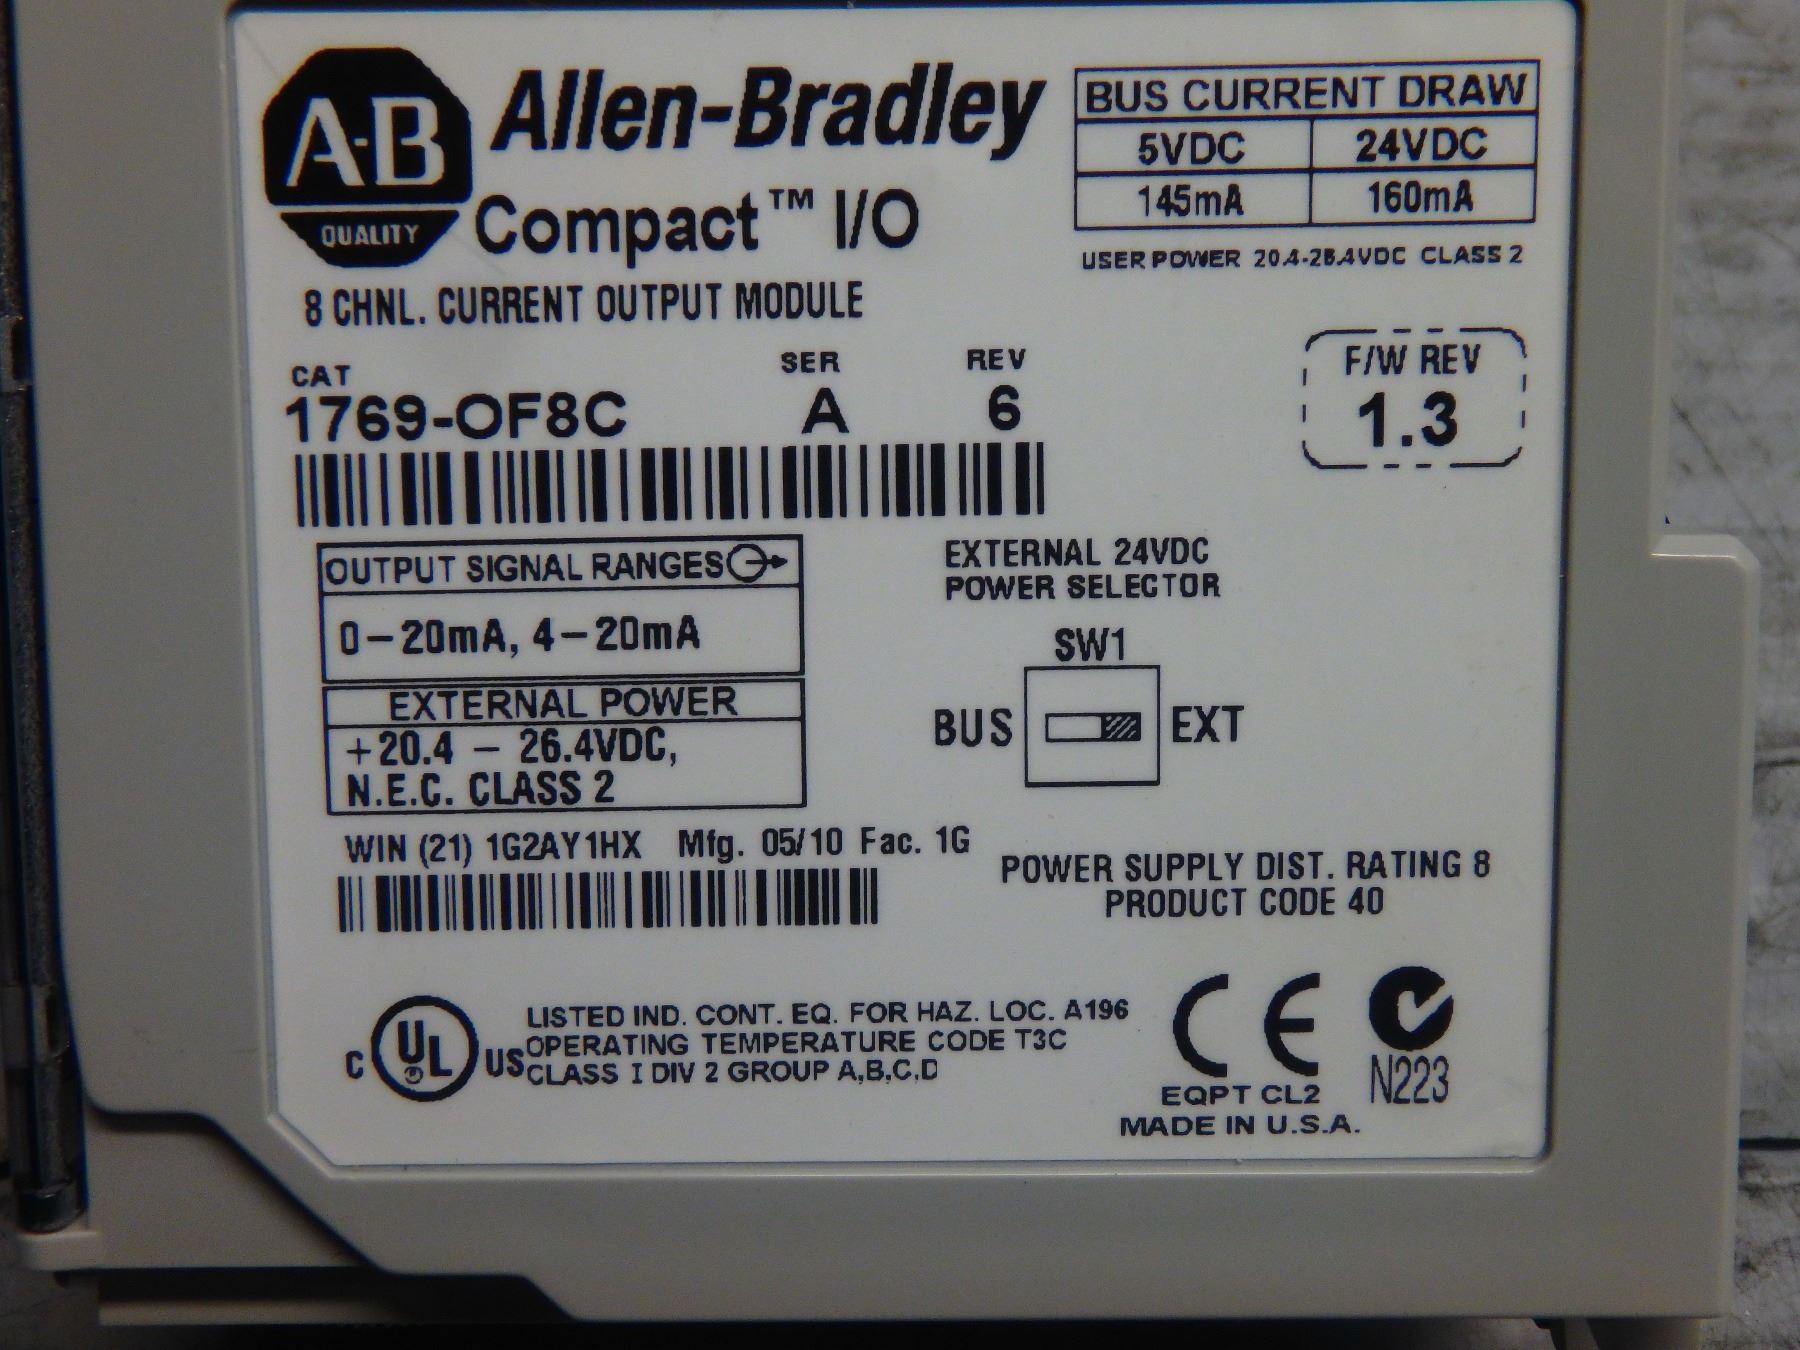 A-B
QUALITY
Allen-Bradley
Compact™ I/O
8 CHNL. CURRENT OUTPUT MODULE
BUS CURRENT DRAW
5VDC 24VDC
145mA 160mA
USER POWER 20.4-26.4VDC CLASS 2
CAT SER REV
1769-OF8C A 6
F/W REV
1.3
OUTPUT SIGNAL RANGES
0-20mA, 4-20mA
EXTERNAL POWER
+20.4 - 26.4VDC,
N.E.C. CLASS 2
EXTERNAL 24VDC
POWER SELECTOR
SW1
BUS EXT
WIN (21) 1G2AY1HX Mfg. 05/10 Fac. 1G
POWER SUPPLY DIST. RATING 8
PRODUCT CODE 40
C UL US
LISTED IND. CONT. EQ. FOR HAZ. LOC. A196
OPERATING TEMPERATURE CODE T3C
CLASS I DIV 2 GROUP A,B,C,D
CE
EQPT CL2
N223
MADE IN U.S.A.